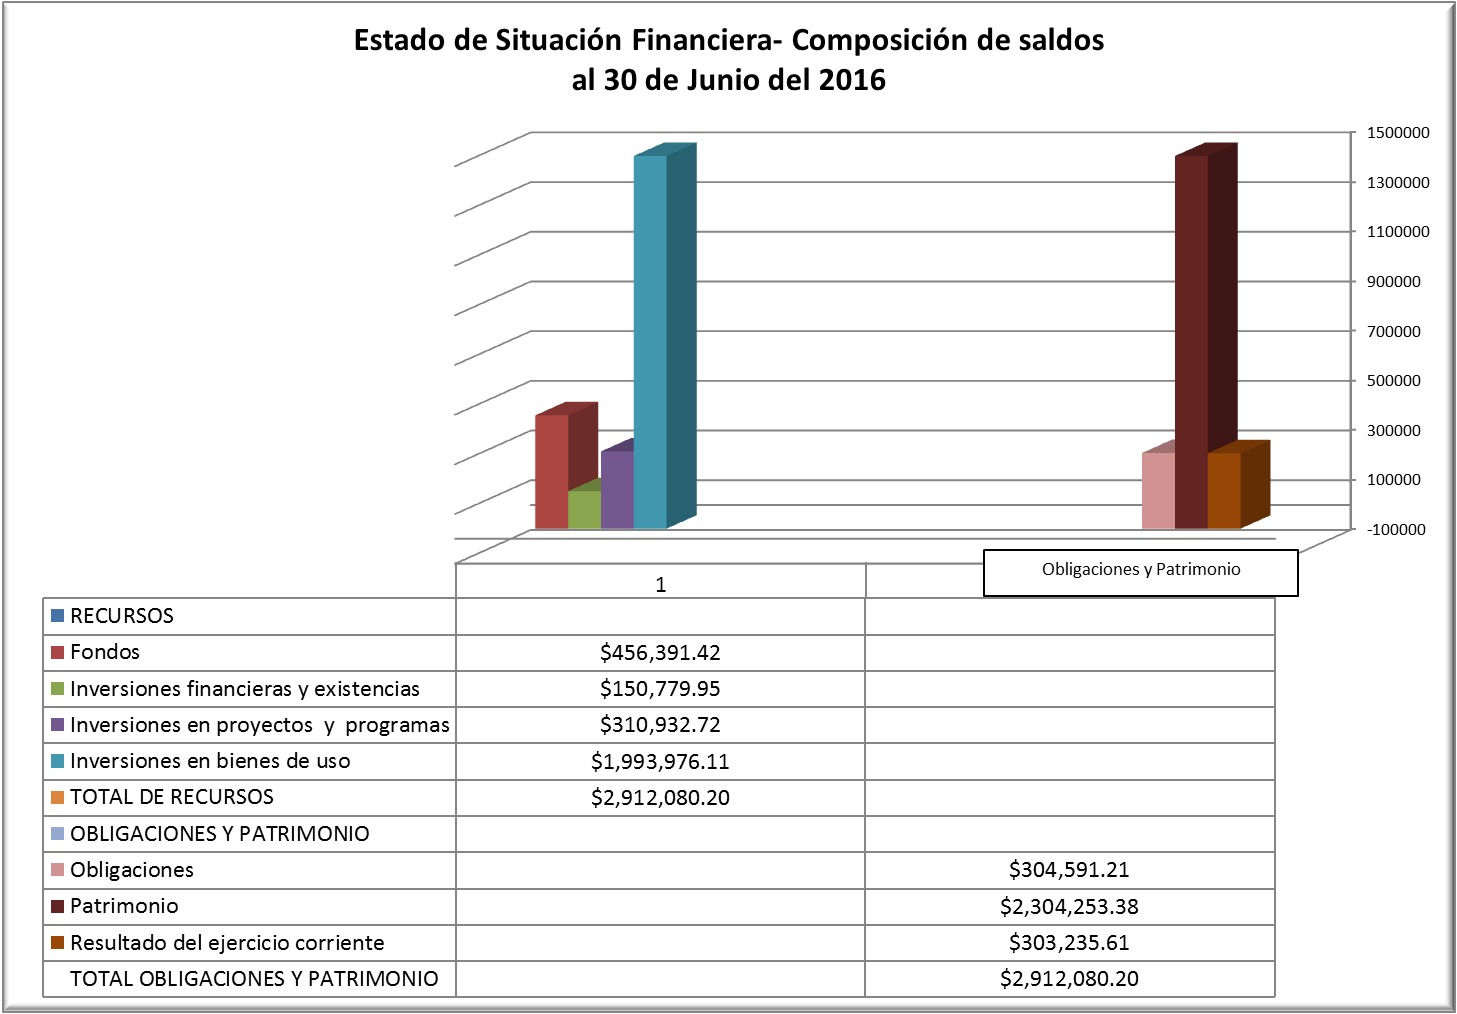 Estado de Situación Financiera- Composición de saldos
al 30 de Junio del 2016
1500000
1300000
1100000
900000
700000
500000
300000
100000
-100000
1
Obligaciones y Patrimonio
RECURSOS
Fondos $456,391.42
Inversiones financieras y existencias $150,779.95
Inversiones en proyectos y programas $310,932.72
Inversiones en bienes de uso $1,993,976.11
TOTAL DE RECURSOS $2,912,080.20
OBLIGACIONES Y PATRIMONIO
Obligaciones $304,591.21
Patrimonio $2,304,253.38
Resultado del ejercicio corriente $303,235.61
TOTAL OBLIGACIONES Y PATRIMONIO $2,912,080.20